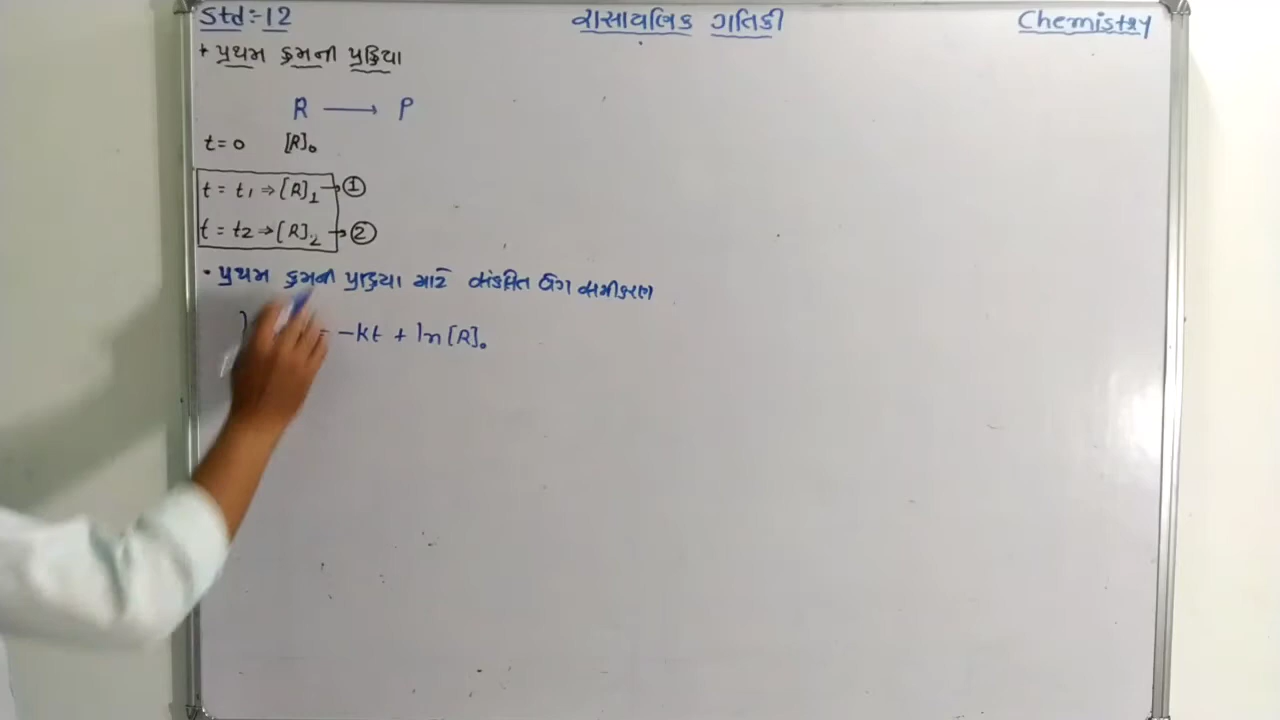 Std:-12
રાસાયણિક ગતિકી
Chemistry
+ પ્રથમ ક્રમની પ્રક્રિયા
R ⟶ P
t=0 [R]₀
t = t₁ ⇒ [R]₁ → ①
t = t₂ ⇒ [R]₂ → ②
• પ્રથમ ક્રમની પ્રક્રિયા માટે સંકલિત વેગ સમીકરણ
= -kt + ln[R]₀